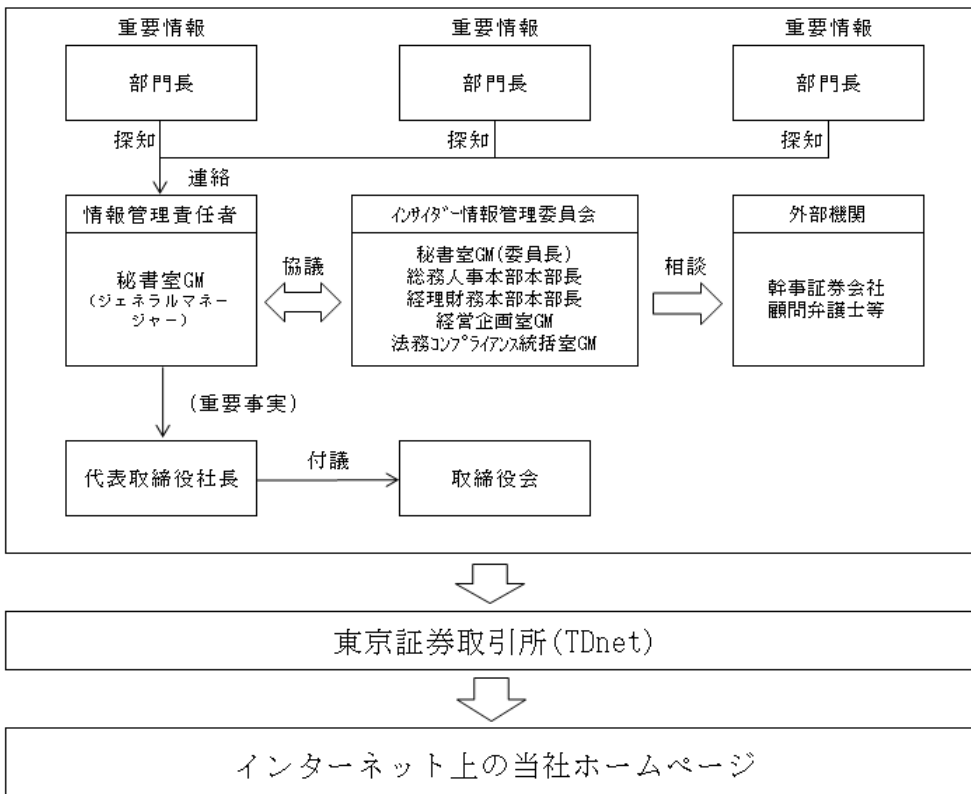 重要情報
重要情報
重要情報
部門長
部門長
部門長
探知
探知
探知
連絡
情報管理責任者
インサイダー情報管理委員会
外部機関
秘書室GM
(ジェネラルマネー
ジャー)
協議
秘書室GM(委員長)
総務人事本部本部長
経理財務本部本部長
経営企画室GM
法務コンプライアンス統括室GM
相談
幹事証券会社
顧問弁護士等
(重要事実)
代表取締役社長
付議
取締役会
東京証券取引所(TDnet)
インターネット上の当社ホームページ